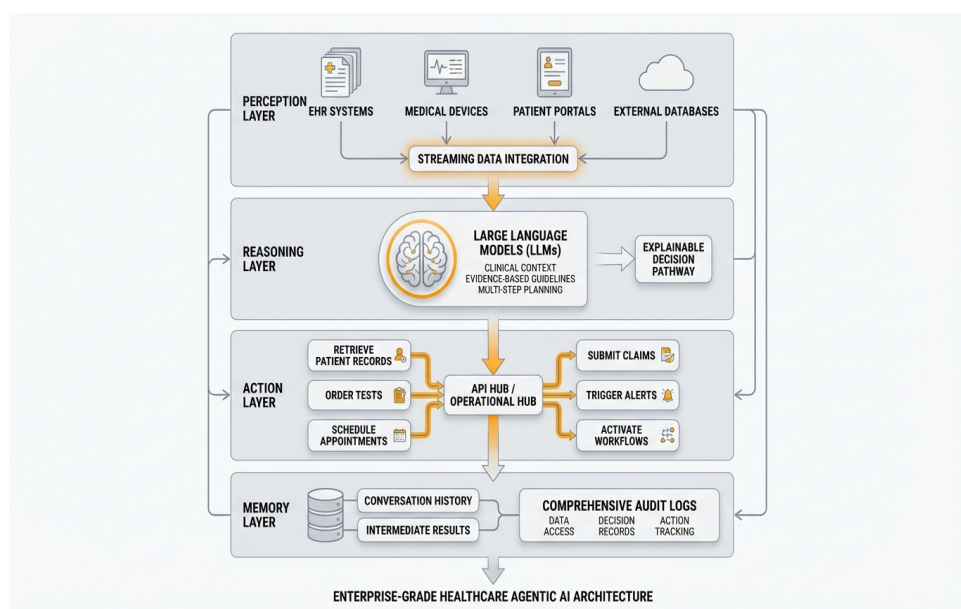 PERCEPTION
LAYER
EHR SYSTEMS
MEDICAL DEVICES
PATIENT PORTALS
EXTERNAL DATABASES
STREAMING DATA INTEGRATION
REASONING
LAYER
LARGE LANGUAGE
MODELS (LLMs)
CLINICAL CONTEXT
EVIDENCE-BASED GUIDELINES
MULTI-STEP PLANNING
EXPLAINABLE
DECISION
PATHWAY
ACTION
LAYER
RETRIEVE
PATIENT RECORDS
ORDER TESTS
SCHEDULE
APPOINTMENTS
API HUB /
OPERATIONAL HUB
SUBMIT CLAIMS
TRIGGER ALERTS
ACTIVATE
WORKFLOWS
MEMORY
LAYER
CONVERSATION HISTORY
INTERMEDIATE RESULTS
COMPREHENSIVE AUDIT LOGS
DATA
ACCESS
DECISION
RECORDS
ACTION
TRACKING
ENTERPRISE-GRADE HEALTHCARE AGENTIC AI ARCHITECTURE